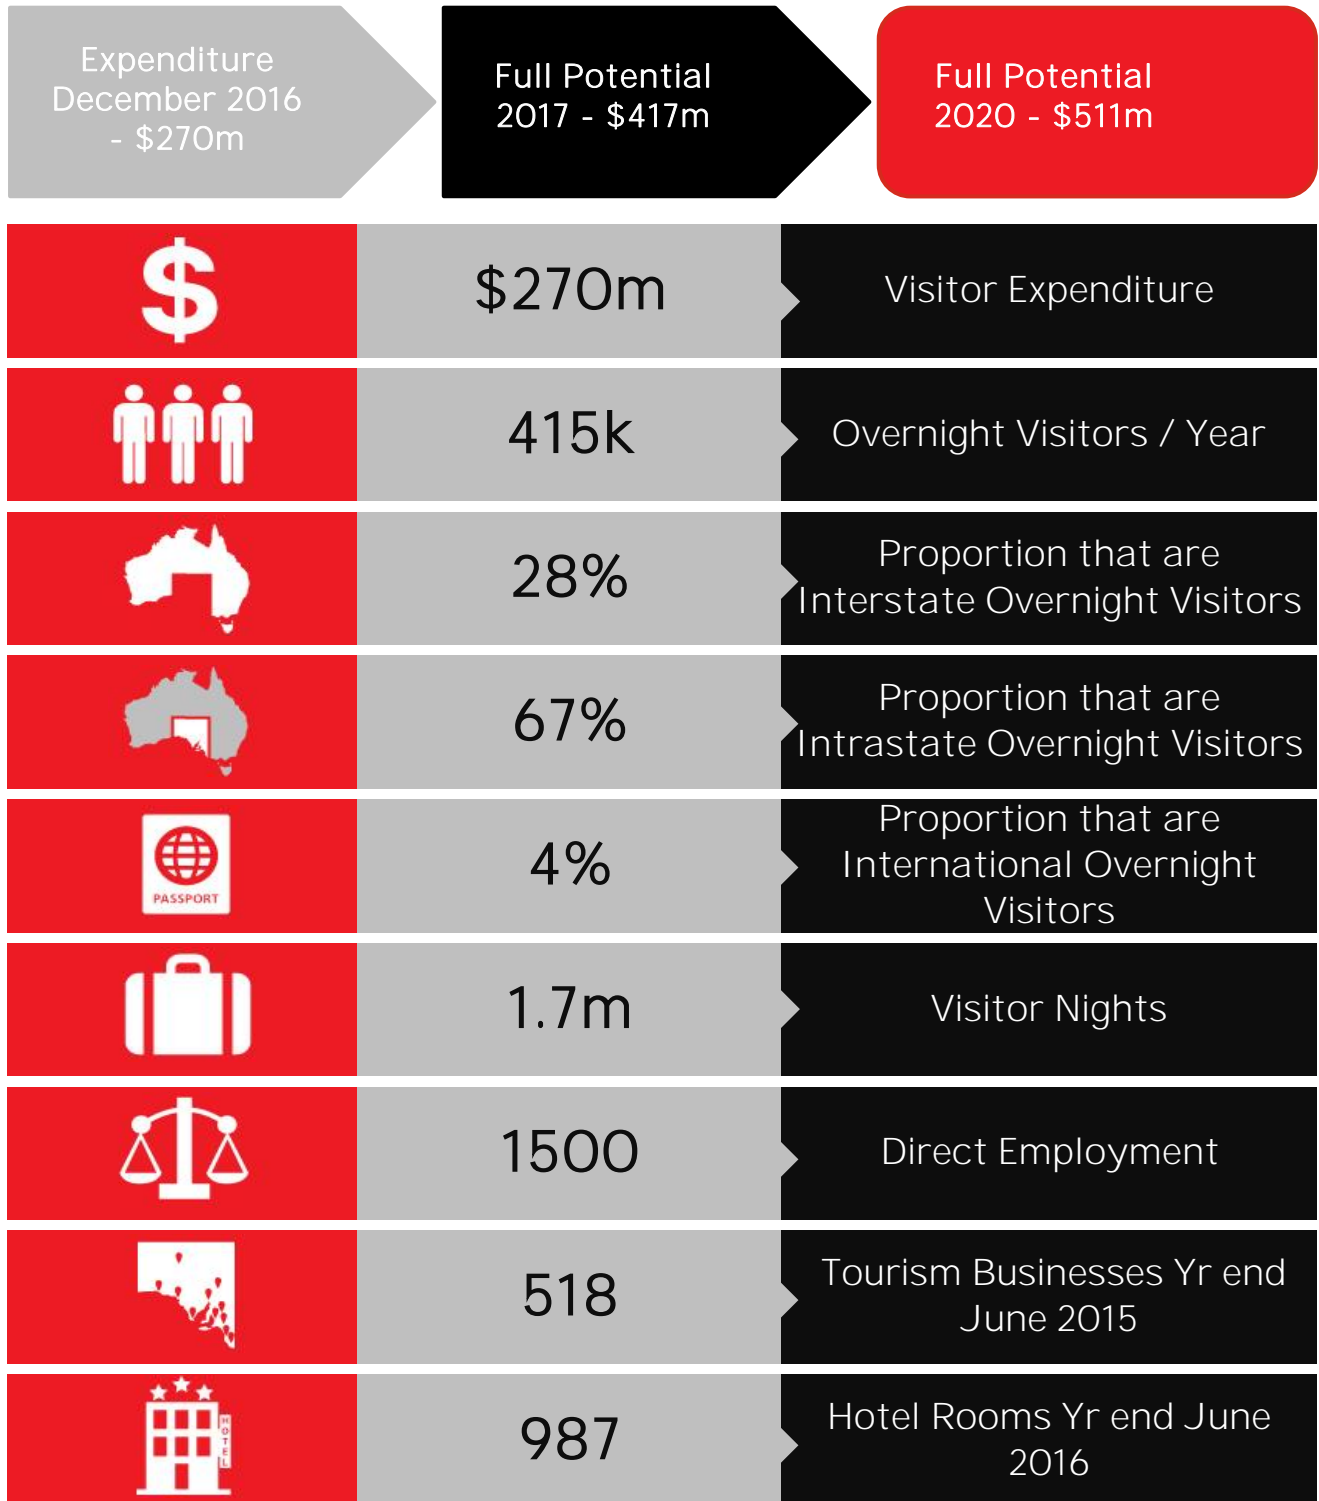 Expenditure
December 2016
- $270m
Full Potential
2017 - $417m
Full Potential
2020 - $511m
$270m
Visitor Expenditure
415k
Overnight Visitors / Year
28%
Proportion that are
Interstate Overnight Visitors
67%
Proportion that are
Intrastate Overnight Visitors
PASSPORT
4%
Proportion that are
International Overnight
Visitors
1.7m
Visitor Nights
1500
Direct Employment
518
Tourism Businesses Yr end
June 2015
HOTEL
987
Hotel Rooms Yr end June
2016